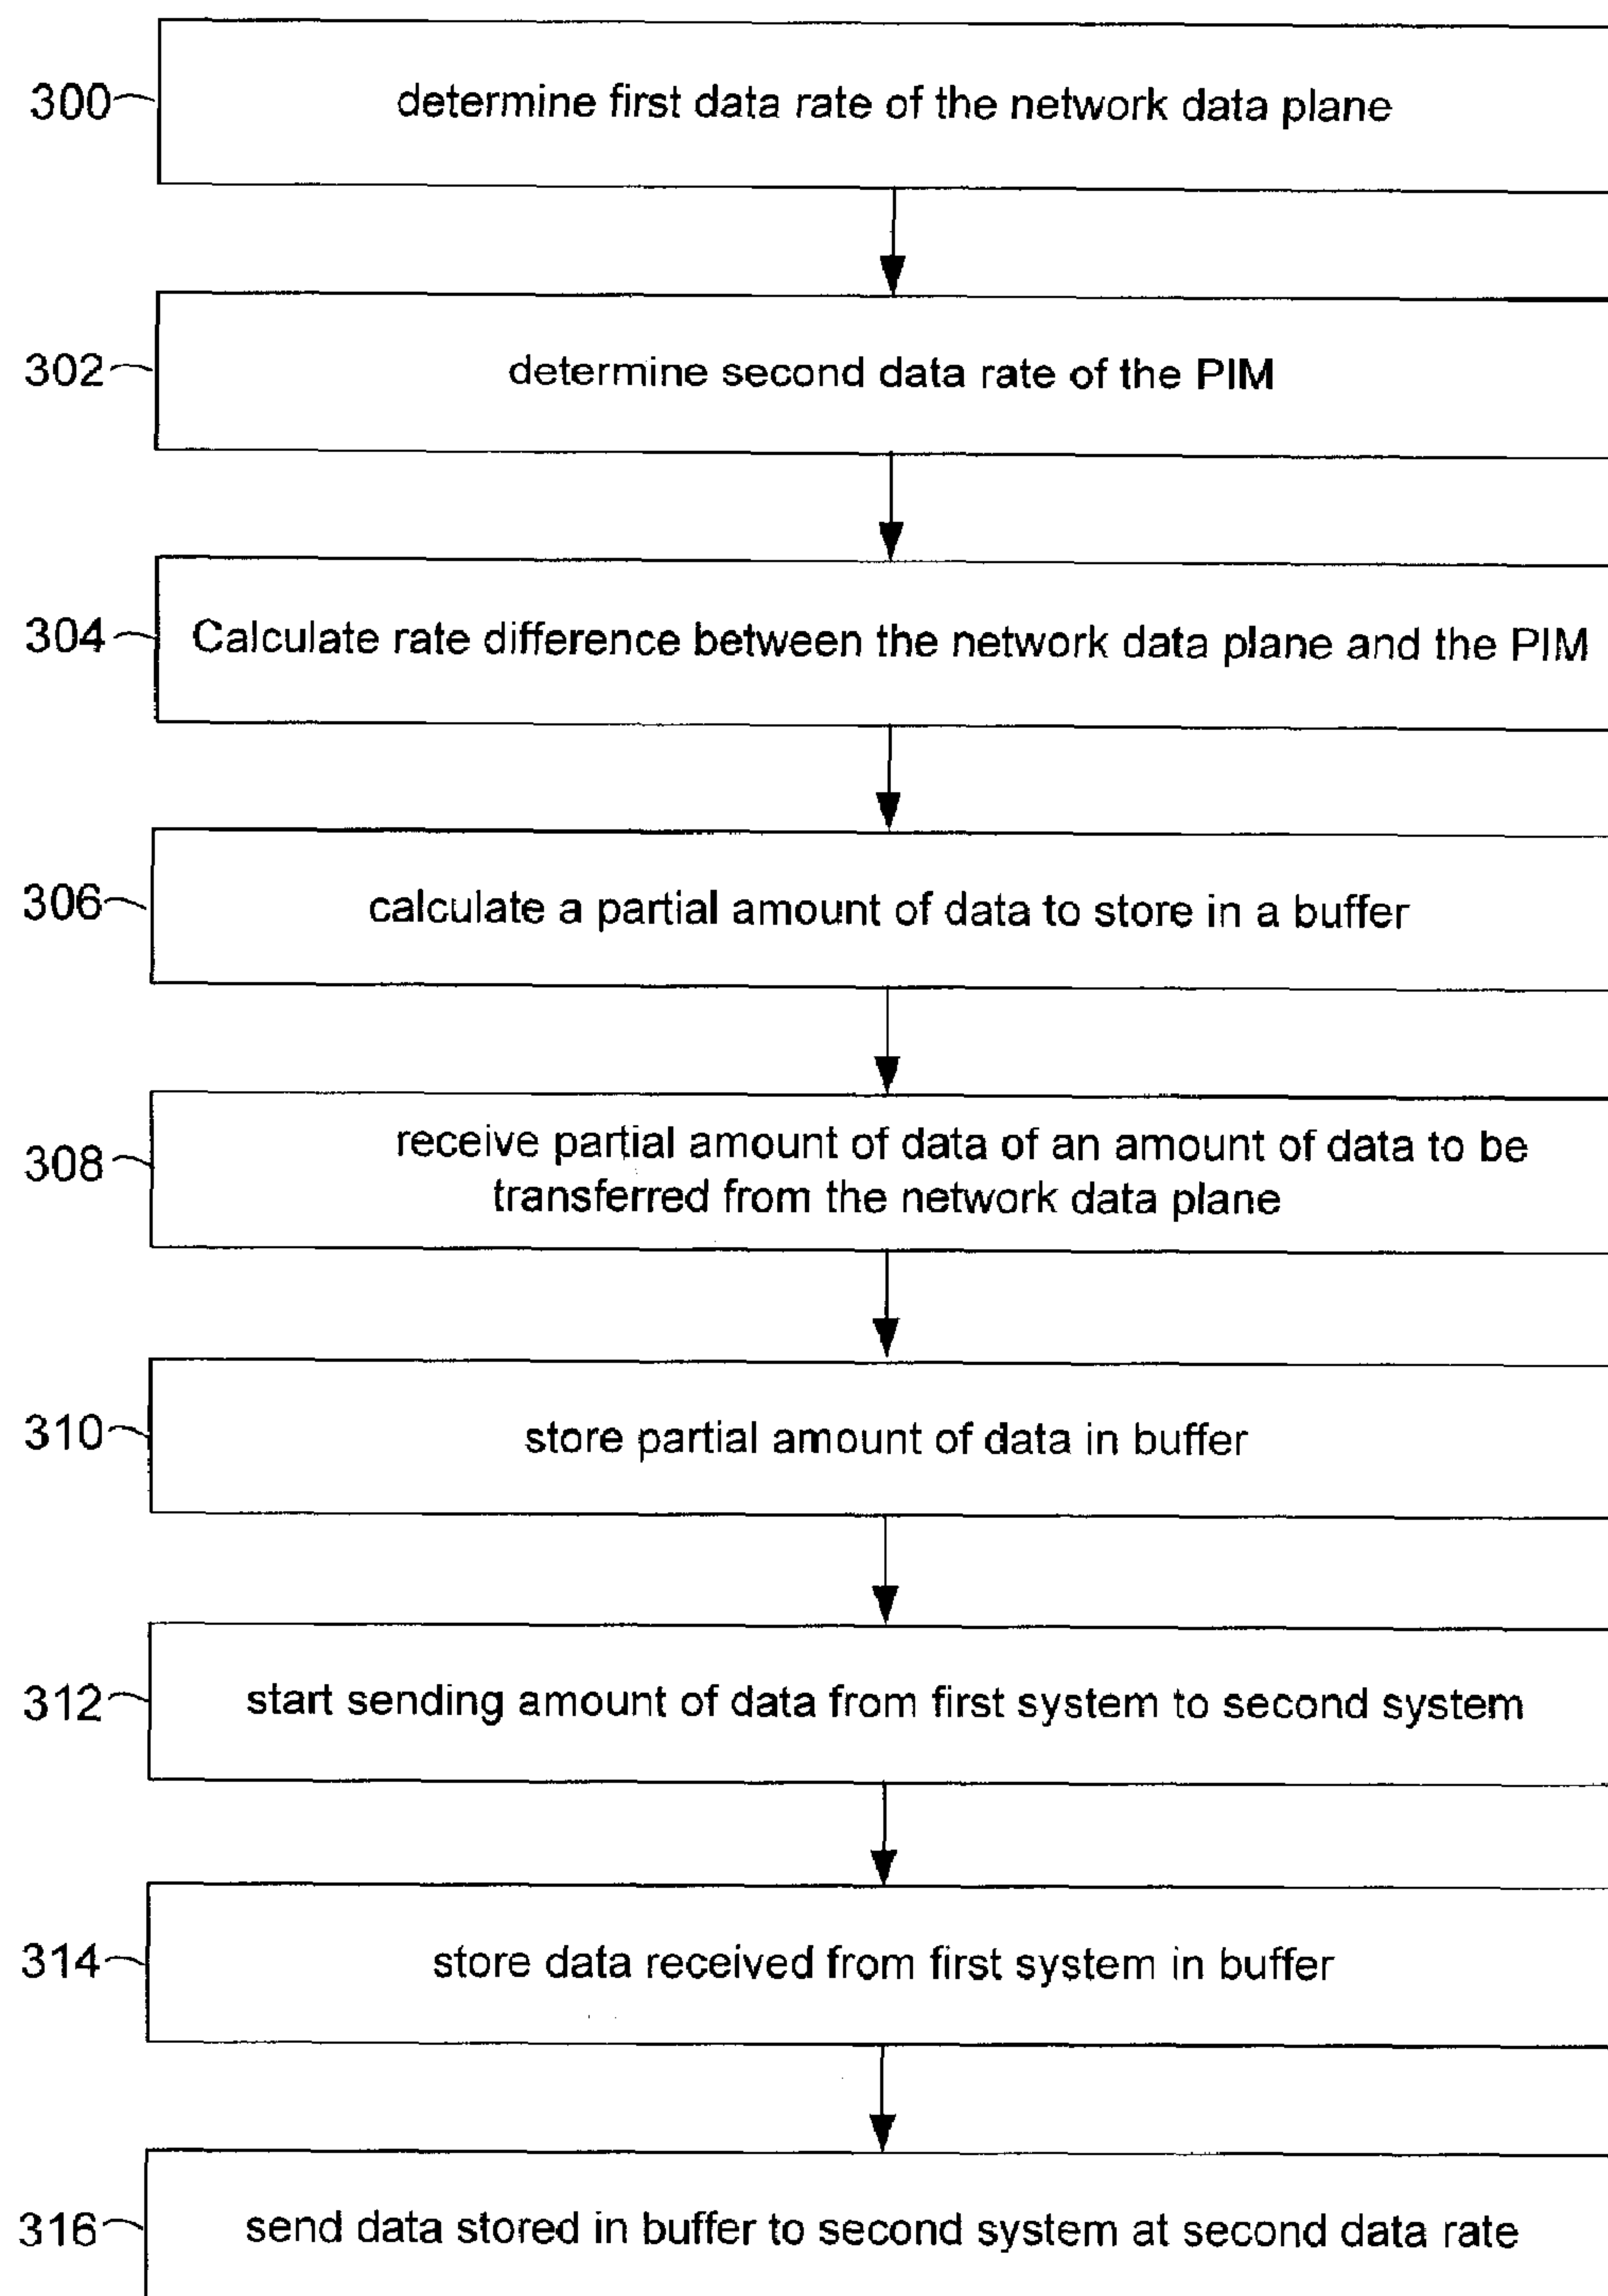 300
determine first data rate of the network data plane
302
determine second data rate of the PIM
304
Calculate rate difference between the network data plane and the PIM
306
calculate a partial amount of data to store in a buffer
308
receive partial amount of data of an amount of data to be
transferred from the network data plane
310
store partial amount of data in buffer
312
start sending amount of data from first system to second system
314
store data received from first system in buffer
316
send data stored in buffer to second system at second data rate